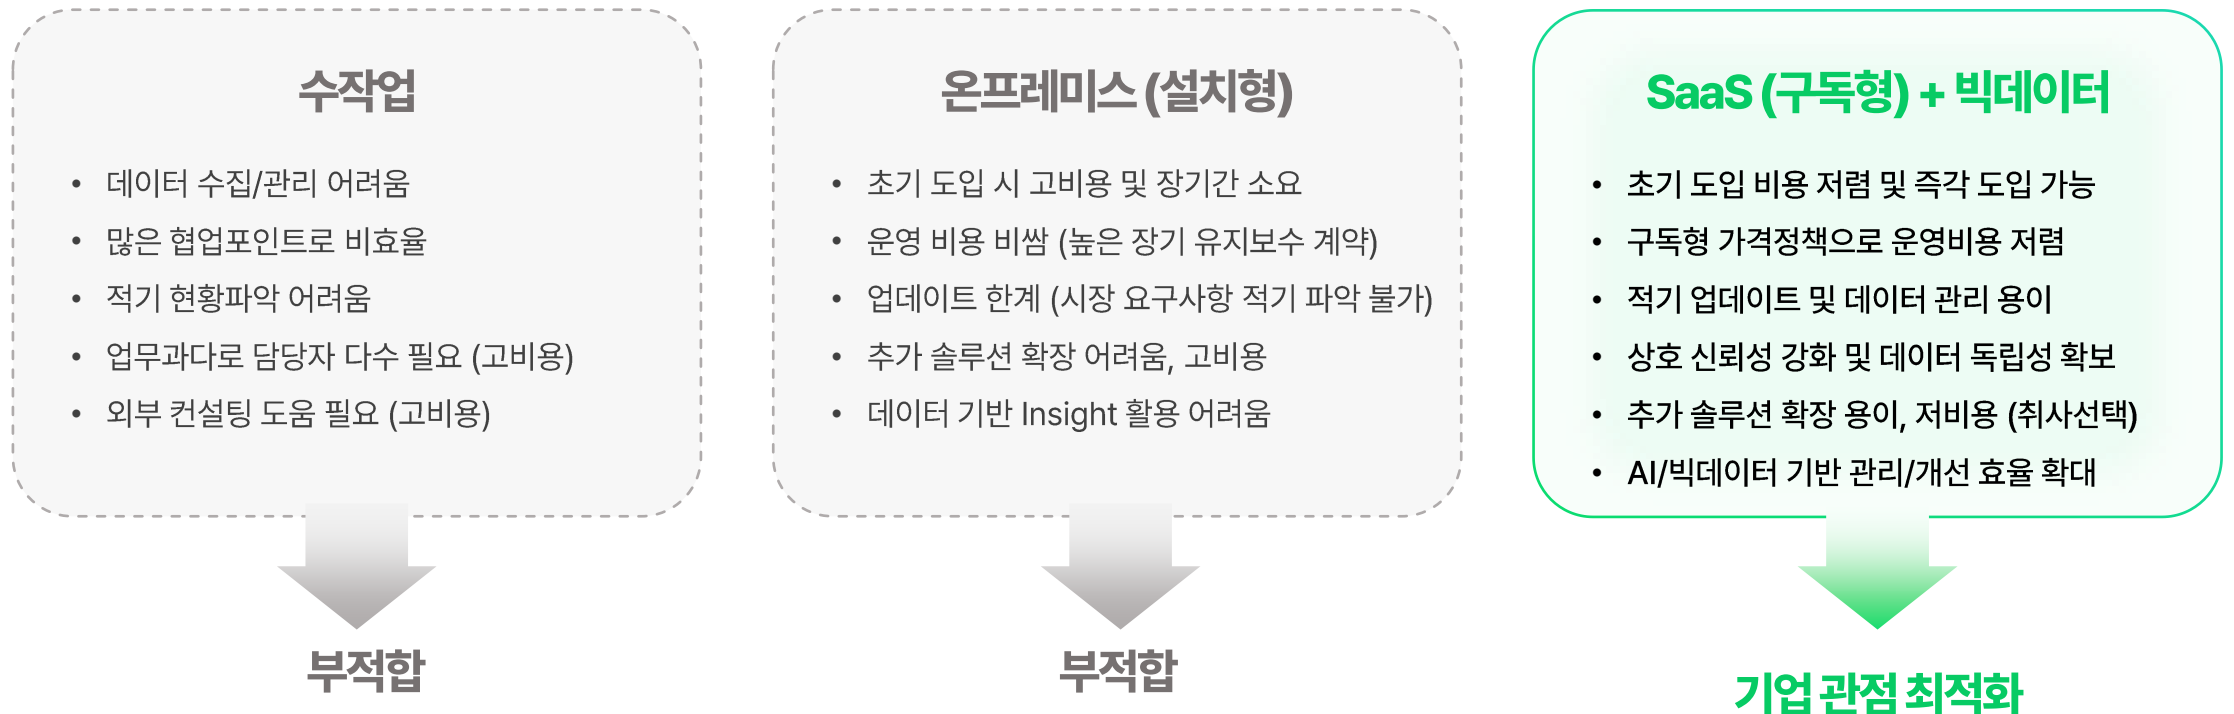 수작업
• 데이터 수집/관리 어려움
• 많은 협업포인트로 비효율
• 적기 현황파악 어려움
• 업무과다로 담당자 다수 필요 (고비용)
• 외부 컨설팅 도움 필요 (고비용)
부적합
온프레미스 (설치형)
• 초기 도입 시 고비용 및 장기간 소요
• 운영 비용 비쌈 (높은 장기 유지보수 계약)
• 업데이트 한계 (시장 요구사항 적기 파악 불가)
• 추가 솔루션 확장 어려움, 고비용
• 데이터 기반 Insight 활용 어려움
부적합
SaaS (구독형) + 빅데이터
• 초기 도입 비용 저렴 및 즉각 도입 가능
• 구독형 가격정책으로 운영비용 저렴
• 적기 업데이트 및 데이터 관리 용이
• 상호 신뢰성 강화 및 데이터 독립성 확보
• 추가 솔루션 확장 용이, 저비용 (취사선택)
• AI/빅데이터 기반 관리/개선 효율 확대
기업 관점 최적화